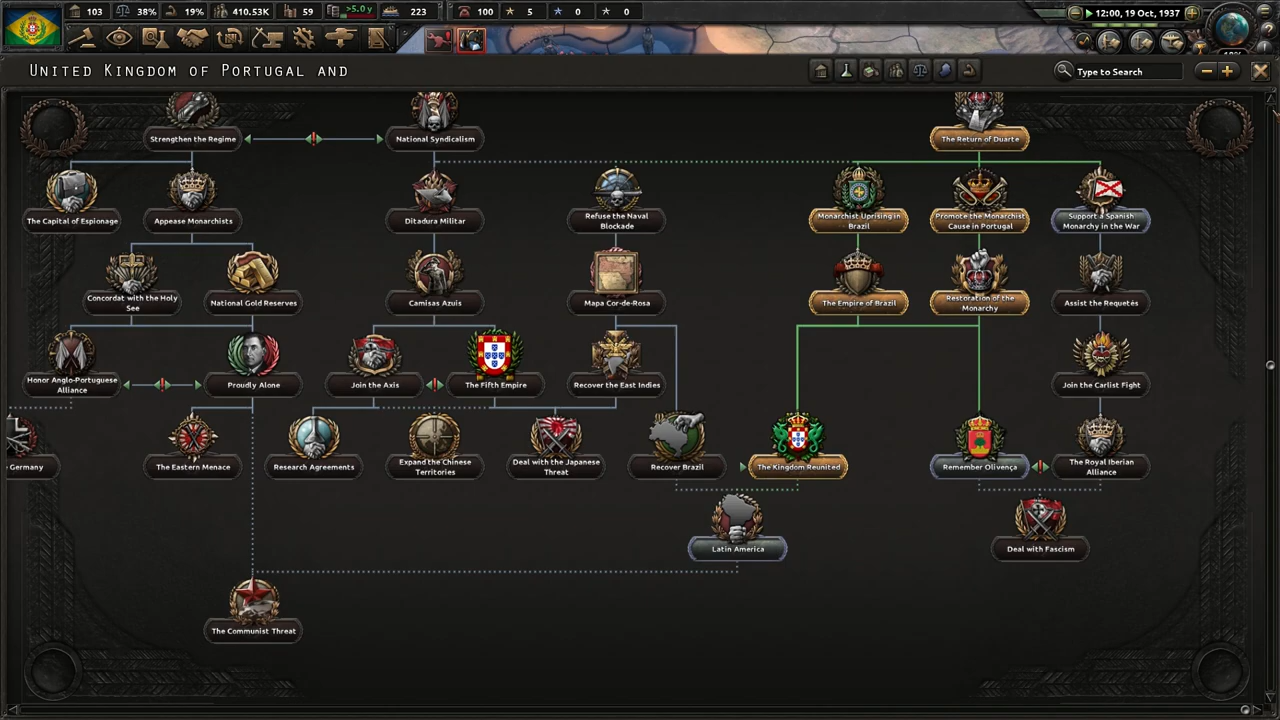 103 38% 19% 410.53K 59 >5.0 y 223 100 5 0 0 12:00, 19 Oct, 1937
United Kingdom of Portugal and
Type to Search
Strengthen the Regime
National Syndicalism
The Return of Duarte
The Capital of Espionage
Appease Monarchists
Ditadura Militar
Refuse the Naval
Blockade
Monarchist Uprising in
Brazil
Promote the Monarchist
Cause in Portugal
Support a Spanish
Monarchy in the War
Concordat with the Holy
See
National Gold Reserves
Camisas Azuis
Mapa Cor-de-Rosa
The Empire of Brazil
Restoration of the
Monarchy
Assist the Requetés
Honor Anglo-Portuguese
Alliance
Proudly Alone
Join the Axis
The Fifth Empire
Recover the East Indies
Join the Carlist Fight
Germany
The Eastern Menace
Research Agreements
Expand the Chinese
Territories
Deal with the Japanese
Threat
Recover Brazil
The Kingdom Reunited
Remember Olivença
The Royal Iberian
Alliance
Latin America
Deal with Fascism
The Communist Threat